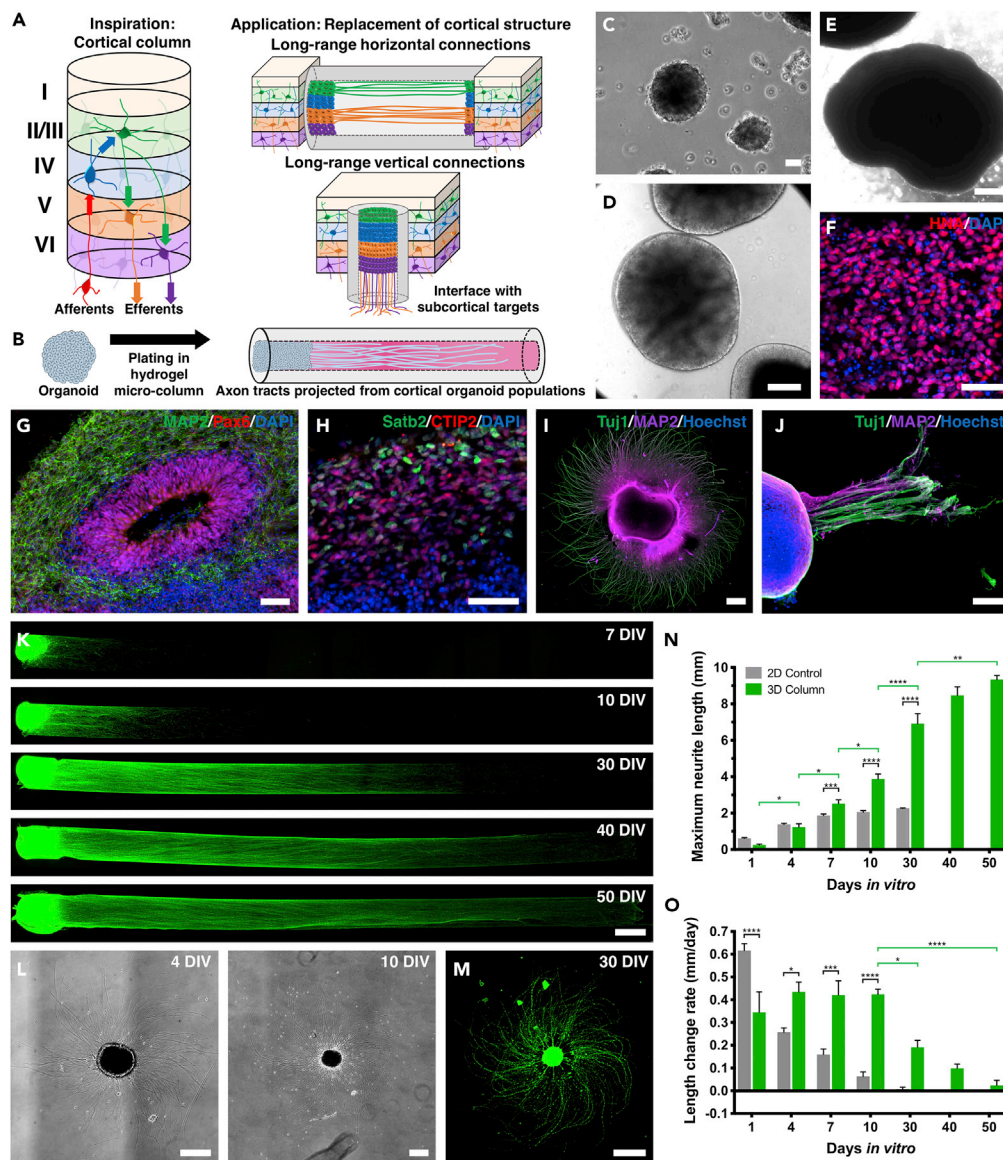 A
Inspiration:
Cortical column
I
II/III
IV
V
VI
Afferents
Efferents
Application: Replacement of cortical structure
Long-range horizontal connections
Long-range vertical connections
Interface with
subcortical targets
B
Organoid
Plating in
hydrogel
micro-column
Axon tracts projected from cortical organoid populations
C
D
E
F
HNA/DAPI
G
MAP2/Pax6/DAPI
H
Satb2/CTIP2/DAPI
I
Tuj1/MAP2/Hoechst
J
Tuj1/MAP2/Hoechst
K
7 DIV
10 DIV
30 DIV
40 DIV
50 DIV
L
4 DIV
10 DIV
M
30 DIV
N
2D Control
3D Column
Maximum neurite length (mm)
10
8
6
4
2
0
*
*
***
*
****
****
****
**
1 4 7 10 30 40 50
Days in vitro
O
Length change rate (mm/day)
0.7
0.6
0.5
0.4
0.3
0.2
0.1
0.0
-0.1
****
*
***
****
*
****
1 4 7 10 30 40 50
Days in vitro